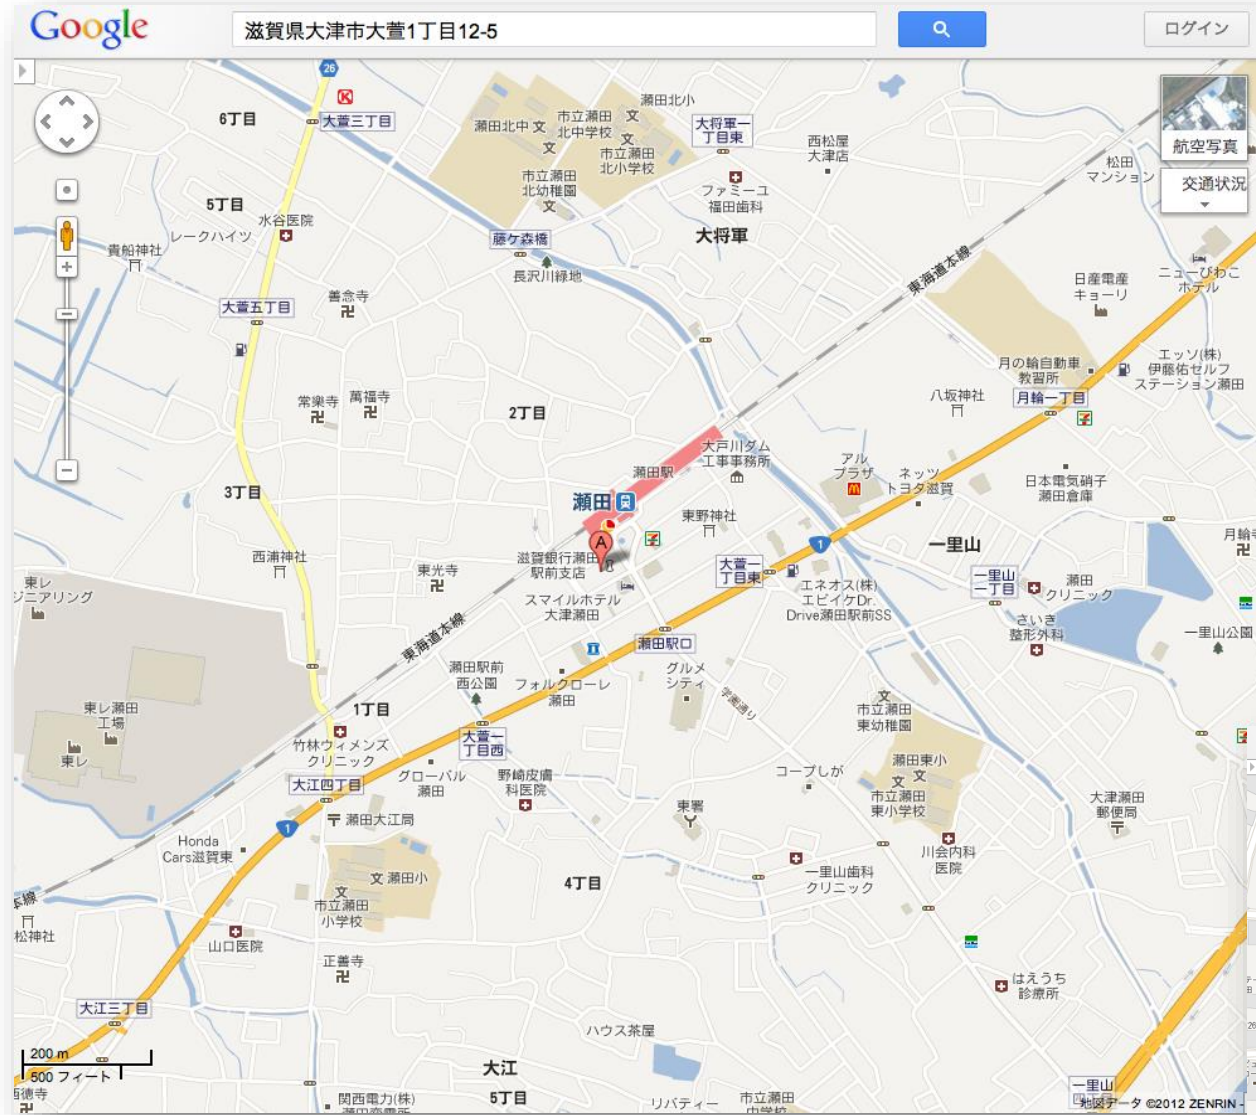 Google
滋賀県大津市大萱1丁目12-5
ログイン
26
6丁目
大萱三丁目
瀬田北中
市立瀬田
北中学校
瀬田北小
市立瀬田
北小学校
市立瀬田
北幼稚園
大将軍一
丁目東
西松屋
大津店
航空写真
松田
マンション
交通状況
ファミーユ
福田歯科
5丁目
水谷医院
レークハイツ
貴船神社
藤ケ森橋
大将軍
長沢川緑地
東海道本線
日産電産
キョーリ
ニューびわこ
ホテル
大萱五丁目
善念寺
月の輪自動車
教習所
エッソ(株)
伊藤佑セルフ
ステーション瀬田
常樂寺
萬福寺
2丁目
八坂神社
月輪一丁目
大戸川ダム
工事事務所
瀬田駅
アル
プラザ
ネッツ
トヨタ滋賀
日本電気硝子
瀬田倉庫
3丁目
瀬田
東野神社
A
1
一里山
月輪寺
西浦神社
滋賀銀行瀬田
駅前支店
東光寺
大萱一
丁目東
東レ
ジニアリング
スマイルホテル
大津瀬田
エネオス(株)
エビイケDr.
Drive瀬田駅前SS
一里山
一丁目
瀬田
クリニック
さいき
整形外科
一里山公園
東海道本線
瀬田駅口
瀬田駅前
西公園
フォルクローレ
瀬田
グルメ
シティ
学園通り
市立瀬田
東幼稚園
東レ瀬田
工場
東レ
1丁目
竹林ウィメンズ
クリニック
大萱一
丁目西
瀬田東小
大江四丁目
グローバル
瀬田
野崎皮膚
科医院
コープしが
市立瀬田
東小学校
大津瀬田
郵便局
東署
1
瀬田大江局
Honda
Cars滋賀東
川会内科
医院
瀬田小
市立瀬田
小学校
4丁目
一里山歯科
クリニック
本線
松神社
山口医院
正善寺
はえうち
診療所
大江三丁目
ハウス茶屋
200 m
500 フィート
大江
5丁目
西徳寺
関西電力(株)
リバティー
市立瀬田
一里山
地図データ ©2012 ZENRIN -